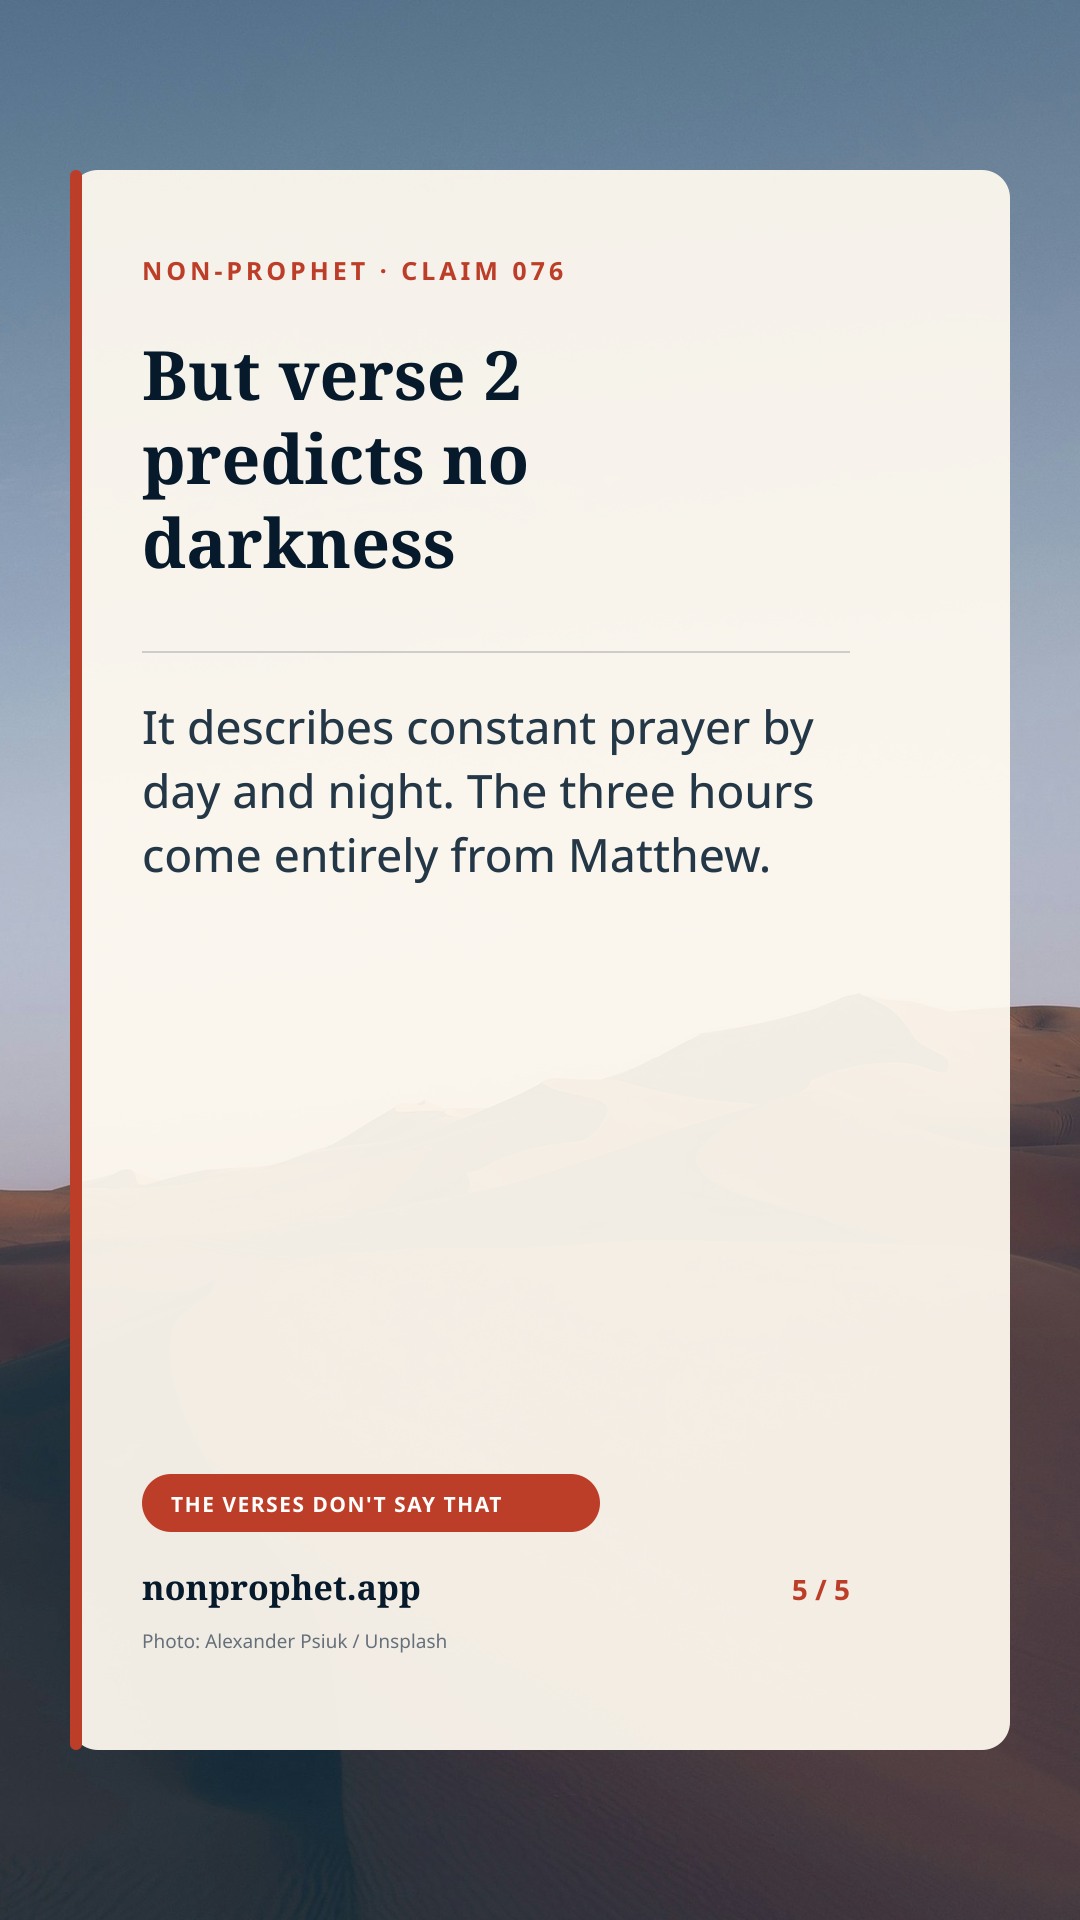 NON-PROPHET · CLAIM 076
But verse 2
predicts no
darkness
It describes constant prayer by
day and night. The three hours
come entirely from Matthew.
THE VERSES DON'T SAY THAT
nonprophet.app
5 / 5
Photo: Alexander Psiuk / Unsplash